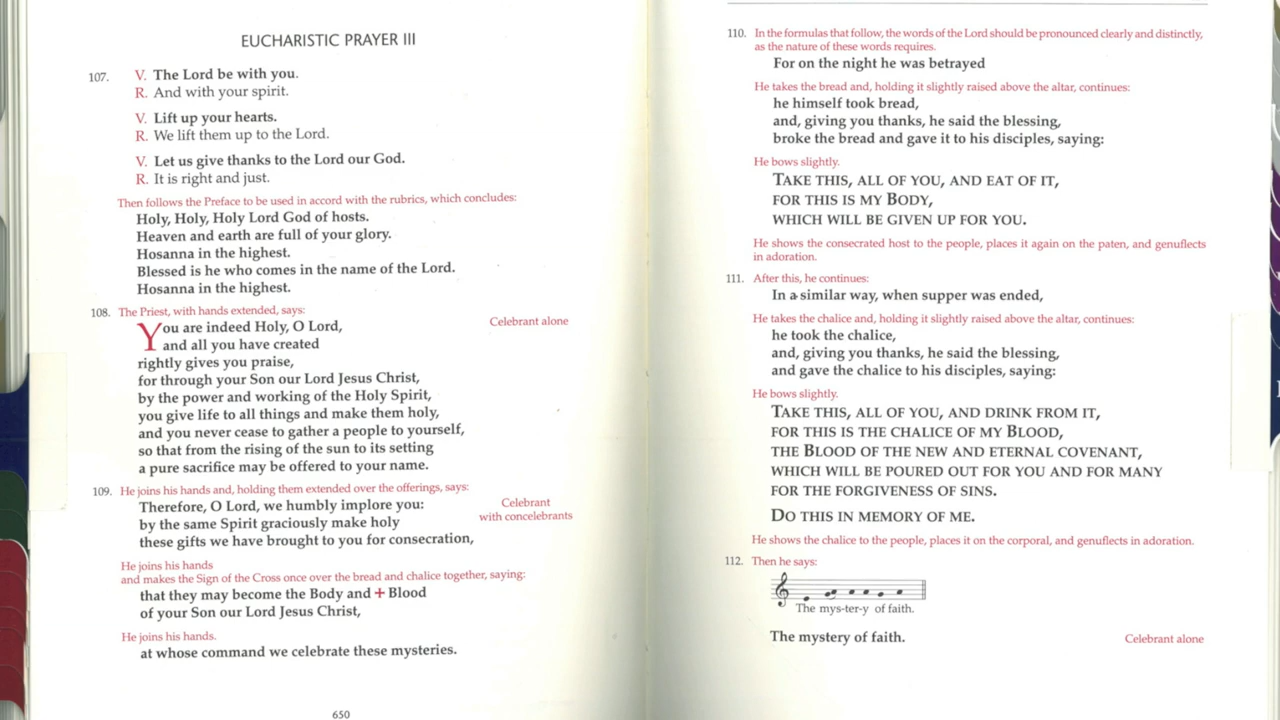 EUCHARISTIC PRAYER III
107. V. The Lord be with you.
R. And with your spirit.
V. Lift up your hearts.
R. We lift them up to the Lord.
V. Let us give thanks to the Lord our God.
R. It is right and just.
Then follows the Preface to be used in accord with the rubrics, which concludes:
Holy, Holy, Holy Lord God of hosts.
Heaven and earth are full of your glory.
Hosanna in the highest.
Blessed is he who comes in the name of the Lord.
Hosanna in the highest.
108. The Priest, with hands extended, says:
You are indeed Holy, O Lord,
Celebrant alone
and all you have created
rightly gives you praise,
for through your Son our Lord Jesus Christ,
by the power and working of the Holy Spirit,
you give life to all things and make them holy,
and you never cease to gather a people to yourself,
so that from the rising of the sun to its setting
a pure sacrifice may be offered to your name.
109. He joins his hands and, holding them extended over the offerings, says:
Therefore, O Lord, we humbly implore you:
by the same Spirit graciously make holy
these gifts we have brought to you for consecration,
Celebrant
with concelebrants
He joins his hands
and makes the Sign of the Cross once over the bread and chalice together, saying:
that they may become the Body and + Blood
of your Son our Lord Jesus Christ,
He joins his hands.
at whose command we celebrate these mysteries.
650
110. In the formulas that follow, the words of the Lord should be pronounced clearly and distinctly,
as the nature of these words requires.
For on the night he was betrayed
He takes the bread and, holding it slightly raised above the altar, continues:
he himself took bread,
and, giving you thanks, he said the blessing,
broke the bread and gave it to his disciples, saying:
He bows slightly.
TAKE THIS, ALL OF YOU, AND EAT OF IT,
FOR THIS IS MY BODY,
WHICH WILL BE GIVEN UP FOR YOU.
He shows the consecrated host to the people, places it again on the paten, and genuflects
in adoration.
111. After this, he continues:
In a similar way, when supper was ended,
He takes the chalice and, holding it slightly raised above the altar, continues:
he took the chalice,
and, giving you thanks, he said the blessing,
and gave the chalice to his disciples, saying:
He bows slightly.
TAKE THIS, ALL OF YOU, AND DRINK FROM IT,
FOR THIS IS THE CHALICE OF MY BLOOD,
THE BLOOD OF THE NEW AND ETERNAL COVENANT,
WHICH WILL BE POURED OUT FOR YOU AND FOR MANY
FOR THE FORGIVENESS OF SINS.
DO THIS IN MEMORY OF ME.
He shows the chalice to the people, places it on the corporal, and genuflects in adoration.
112. Then he says:
The mys-ter-y of faith.
The mystery of faith.
Celebrant alone